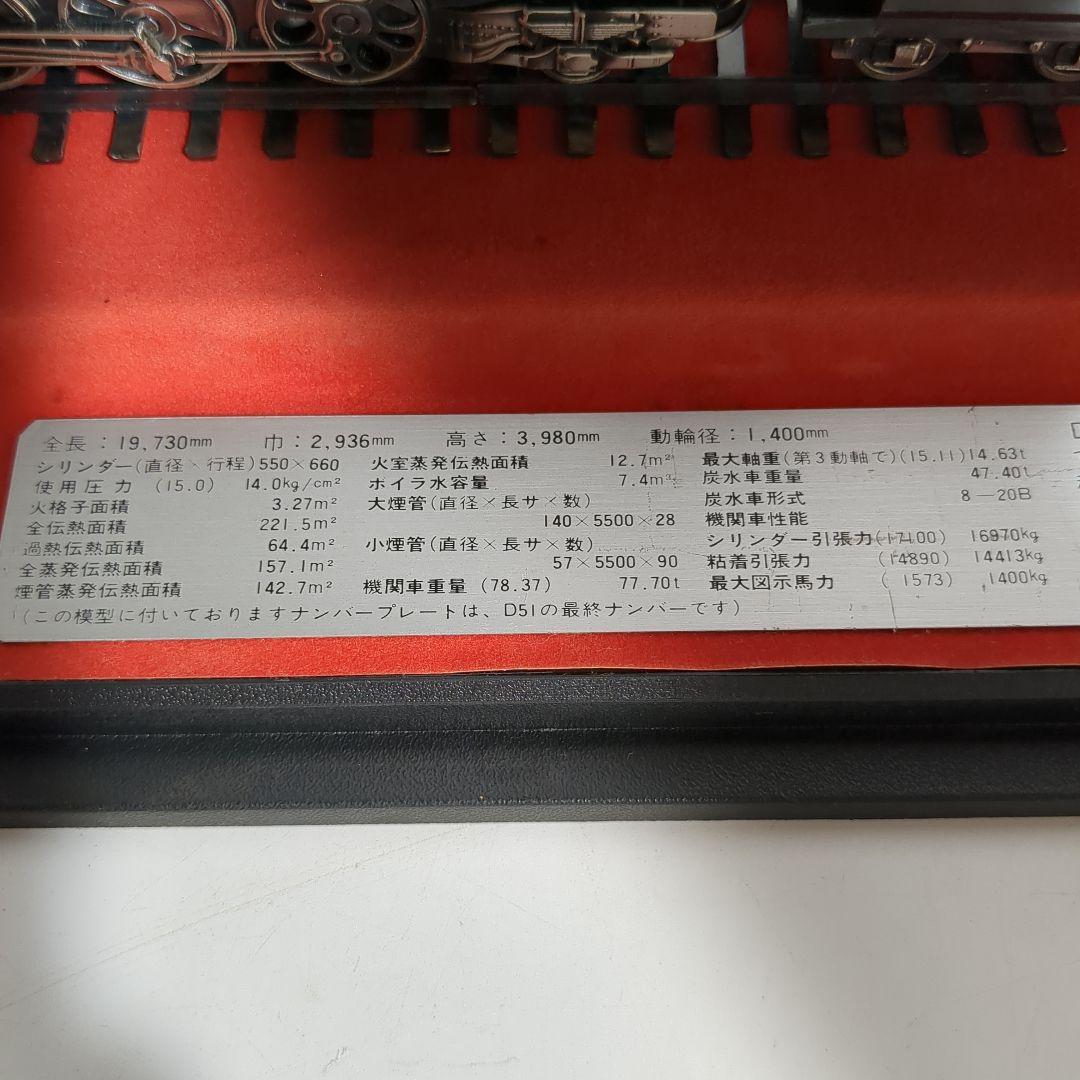 全長：19,730mm 巾：2,936mm 高さ：3,980mm 動輪径：1,400mm
シリンダー(直径×行程)550×660
使用圧力 (15.0) 14.0kg/cm²
火格子面積 3.27m²
全伝熱面積 221.5m²
過熱伝熱面積 64.4m²
全蒸発伝熱面積 157.1m²
煙管蒸発伝熱面積 142.7m²
火室蒸発伝熱面積 12.7m²
ボイラ水容量 7.4m³
大煙管(直径×長サ×数)
140×5500×28
小煙管(直径×長サ×数)
57×5500×90
機関車重量 (78.37) 77.70t
最大軸重(第3動軸で)(15.11)14.63t
炭水車重量 47.40t
炭水車形式 8—20B
機関車性能
シリンダー引張力(17100) 16970kg
粘着引張力 (14890) 14413kg
最大図示馬力 (1573) 1400kg
(この模型に付いておりますナンバープレートは、D51の最終ナンバーです)